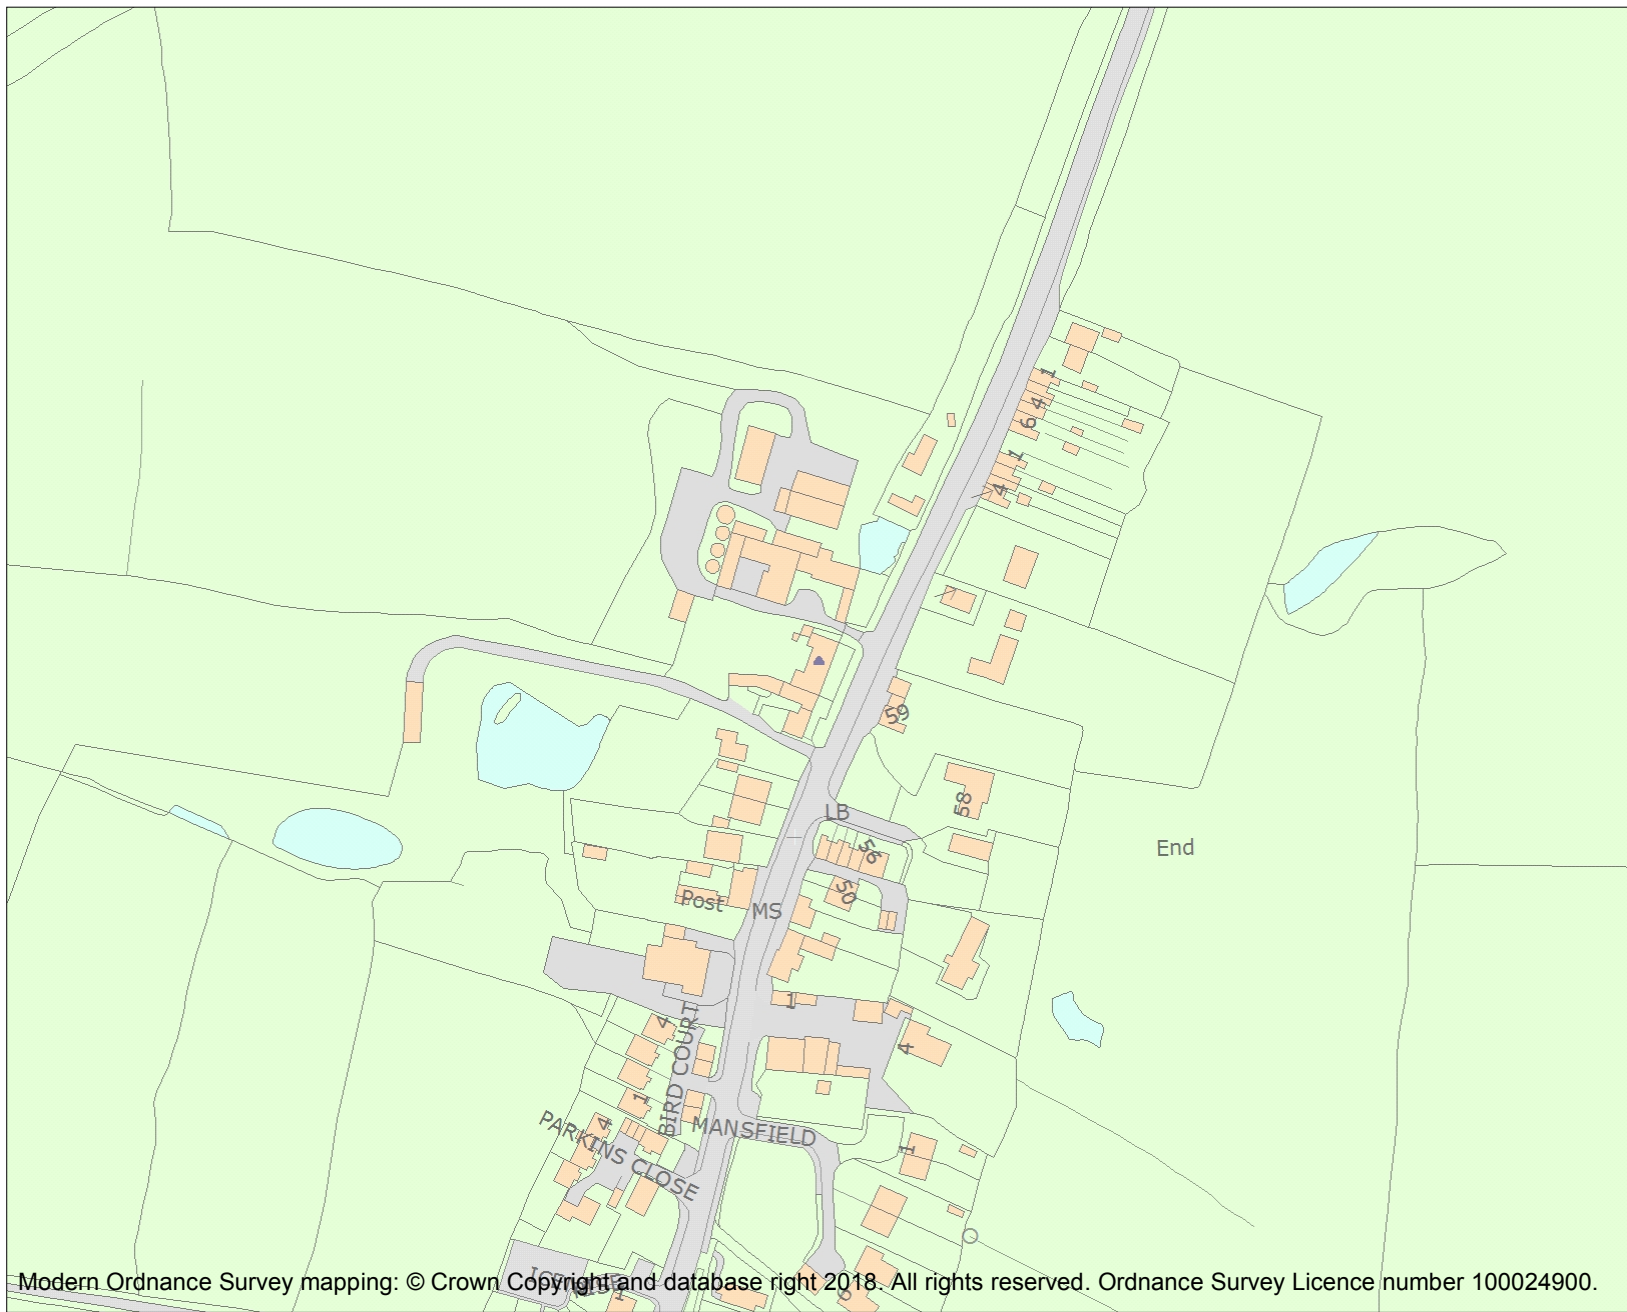 1
4
6
1
4
59
LB
58
56
End
50
Post
MS
1
4
BIRD COURT
4
1
4
MANSFIELD
PARKINS CLOSE
1
Modern Ordnance Survey mapping: © Crown Copyright and database right 2018. All rights reserved. Ordnance Survey Licence number 100024900.